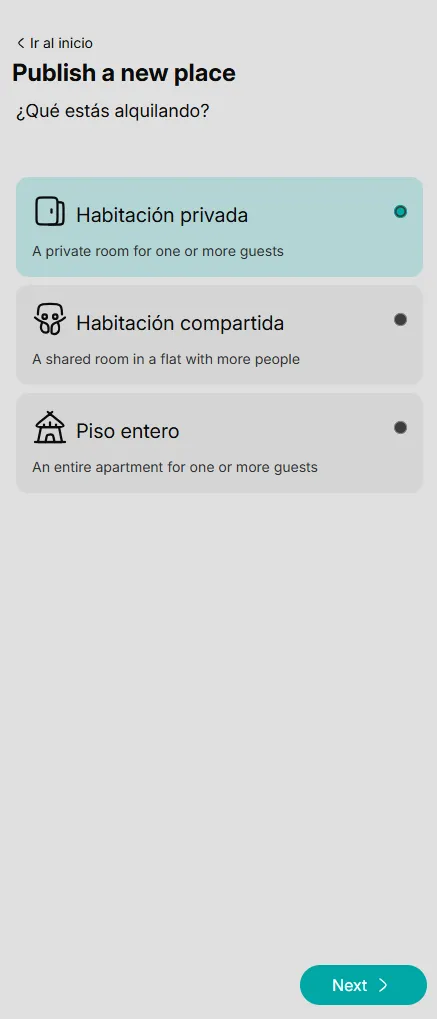 Ir al inicio
Publish a new place
¿Qué estás alquilando?
Habitación privada
A private room for one or more guests
Habitación compartida
A shared room in a flat with more people
Piso entero
An entire apartment for one or more guests
Next